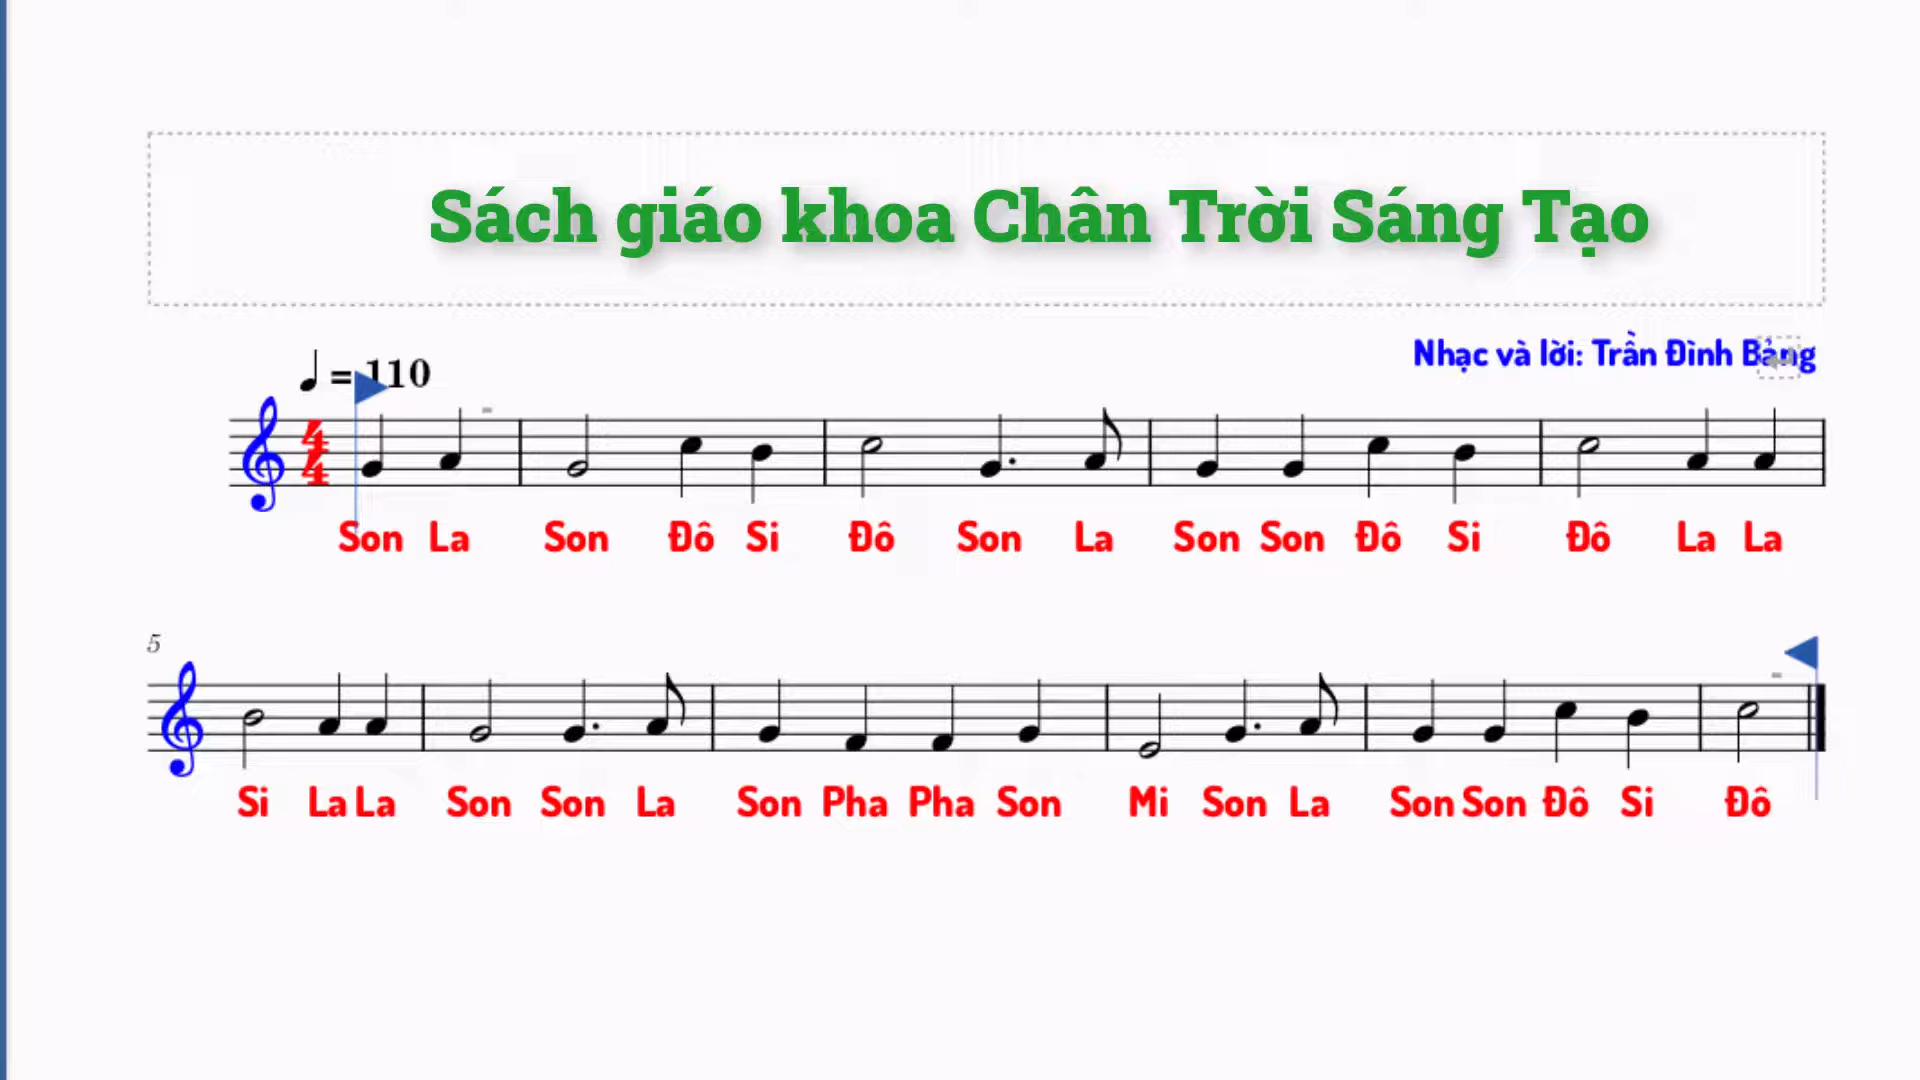 Sách giáo khoa Chân Trời Sáng Tạo
Nhạc và lời: Trần Đình Bảng
= 110
4
4
Son La Son Đô Si Đô Son La Son Son Đô Si Đô La La
5
Si La La Son Son La Son Pha Pha Son Mi Son La Son Son Đô Si Đô